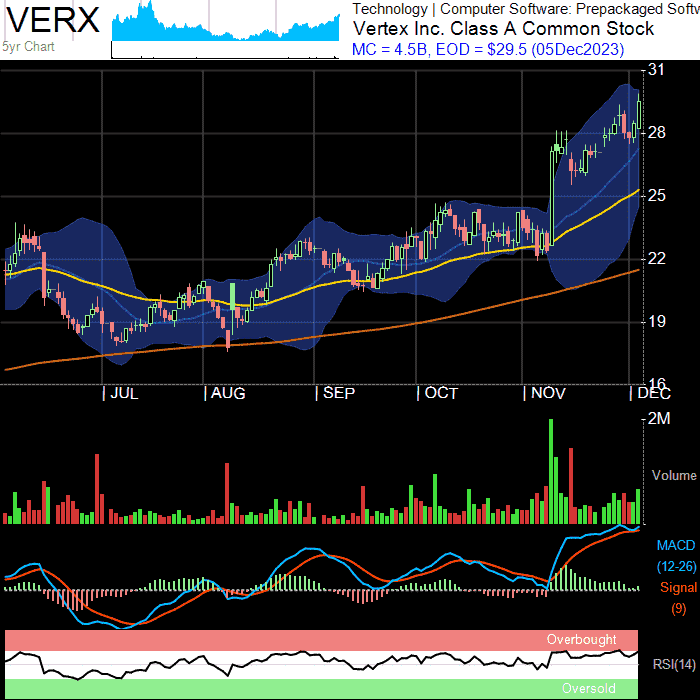 VERX
5yr Chart
Technology | Computer Software: Prepackaged Softw
Vertex Inc. Class A Common Stock
MC = 4.5B, EOD = $29.5 (05Dec2023)
31
28
25
22
19
16
JUL
AUG
SEP
OCT
NOV
DEC
2M
Volume
MACD
(12-26)
Signal
(9)
Overbought
RSI(14)
Oversold